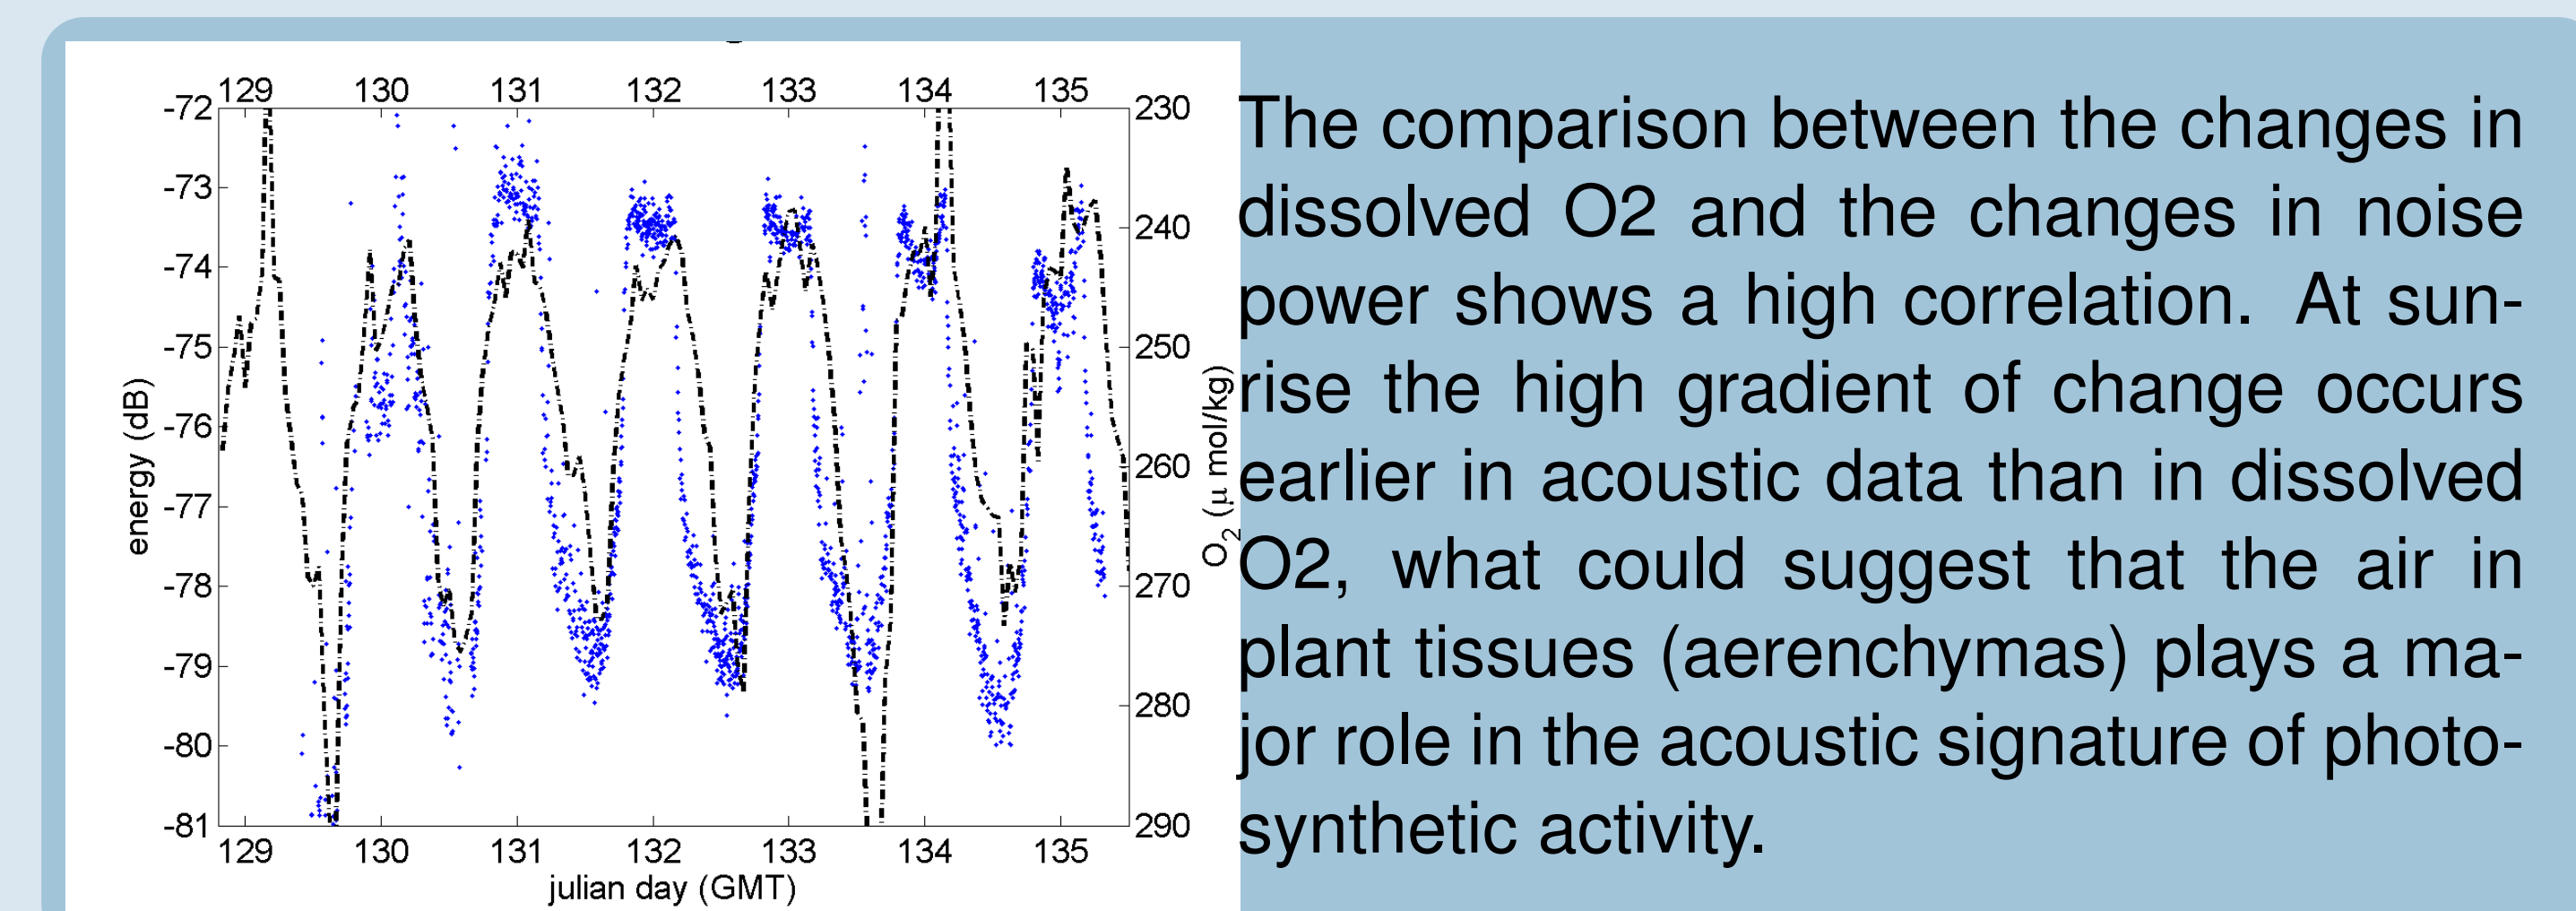 129 130 131 132 133 134 135
-72 230
-73
240
-74
-75 250
-76
260
-77
-78 270
-79
280
-80
-81 290
129 130 131 132 133 134 135
julian day (GMT)
energy (dB)
O2 (μ mol/kg)
The comparison between the changes in
dissolved O2 and the changes in noise
power shows a high correlation. At sun-
rise the high gradient of change occurs
earlier in acoustic data than in dissolved
O2, what could suggest that the air in
plant tissues (aerenchymas) plays a ma-
jor role in the acoustic signature of photo-
synthetic activity.